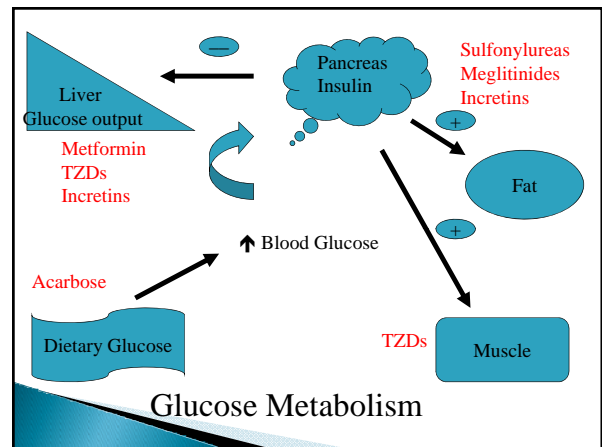 —
Pancreas
Insulin
Sulfonylureas
Meglitinides
Incretins
Liver
Glucose output
Metformin
TZDs
Incretins
+
Fat
+
🡹 Blood Glucose
Acarbose
Dietary Glucose
TZDs
Muscle
Glucose Metabolism